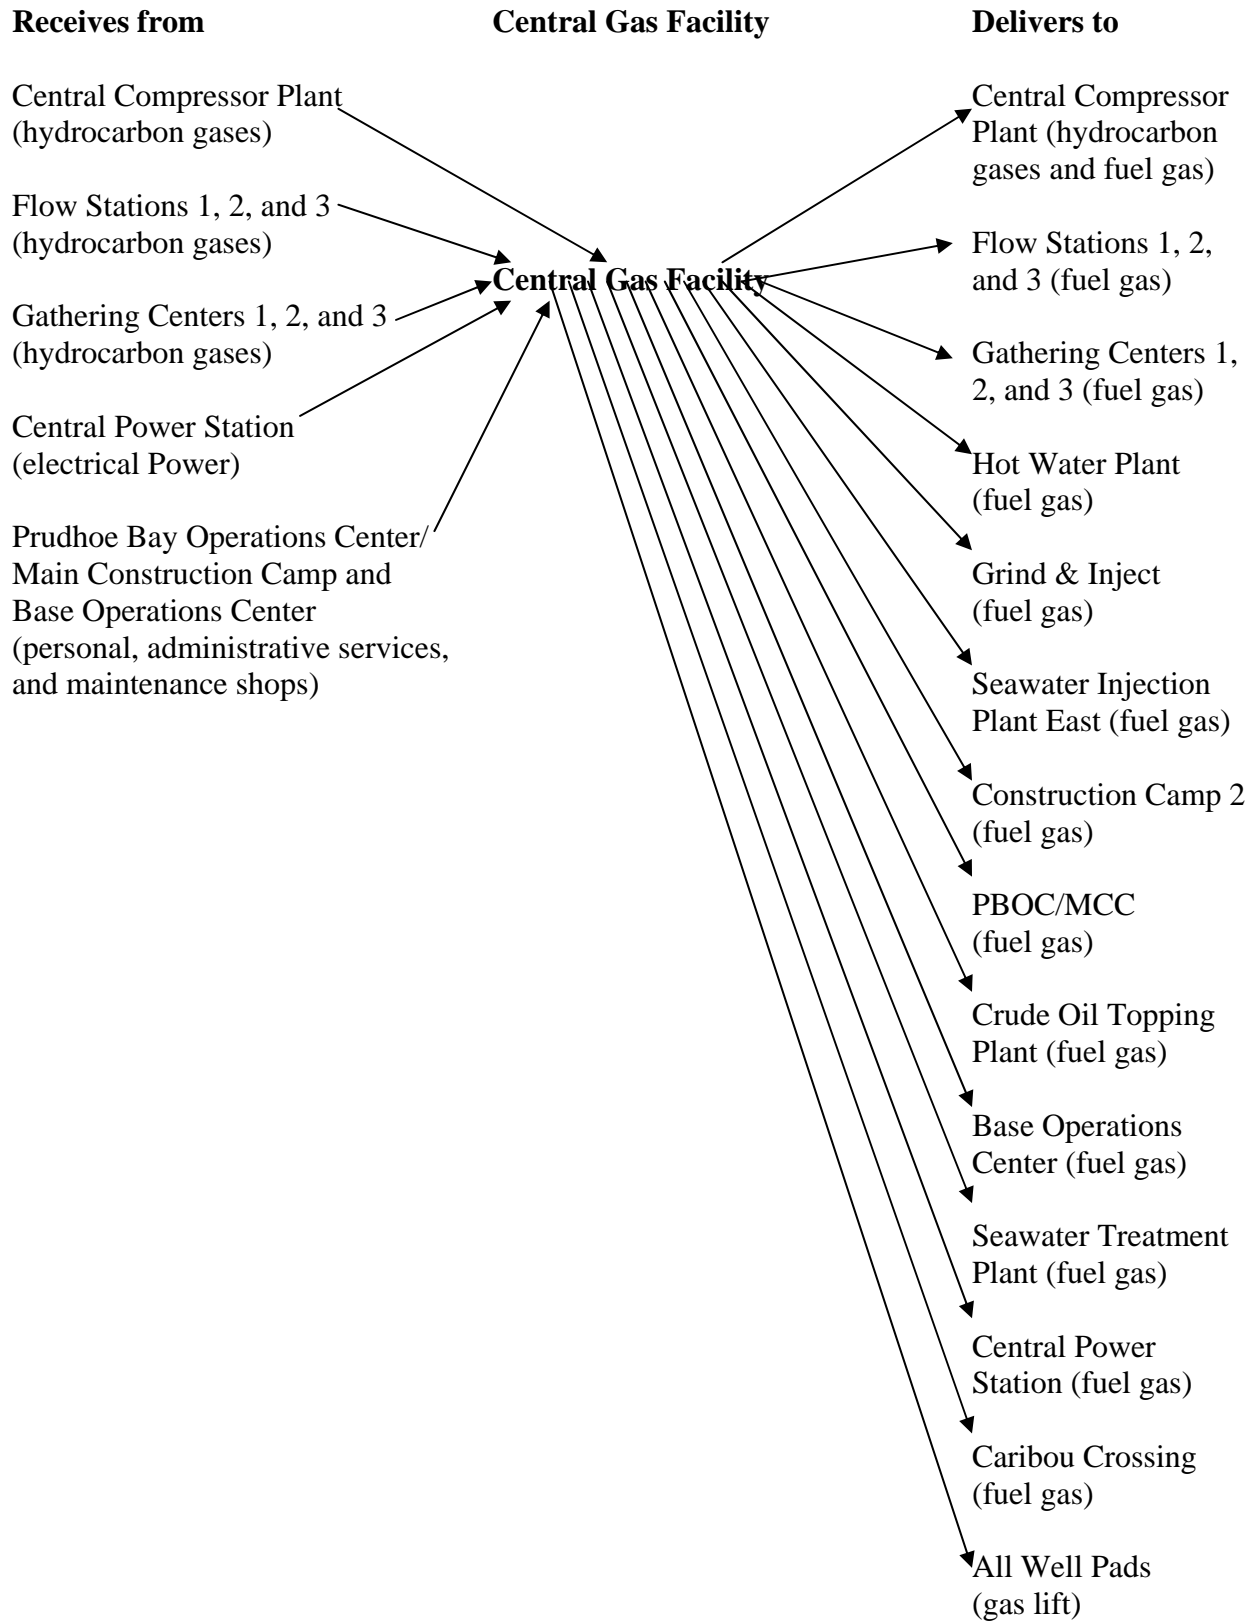 Receives from
Central Gas Facility
Delivers to
Central Compressor Plant
(hydrocarbon gases)
Flow Stations 1, 2, and 3
(hydrocarbon gases)
Gathering Centers 1, 2, and 3
(hydrocarbon gases)
Central Power Station
(electrical Power)
Prudhoe Bay Operations Center/
Main Construction Camp and
Base Operations Center
(personal, administrative services,
and maintenance shops)
Central Gas Facility
Central Compressor
Plant (hydrocarbon
gases and fuel gas)
Flow Stations 1, 2,
and 3 (fuel gas)
Gathering Centers 1,
2, and 3 (fuel gas)
Hot Water Plant
(fuel gas)
Grind & Inject
(fuel gas)
Seawater Injection
Plant East (fuel gas)
Construction Camp 2
(fuel gas)
PBOC/MCC
(fuel gas)
Crude Oil Topping
Plant (fuel gas)
Base Operations
Center (fuel gas)
Seawater Treatment
Plant (fuel gas)
Central Power
Station (fuel gas)
Caribou Crossing
(fuel gas)
All Well Pads
(gas lift)